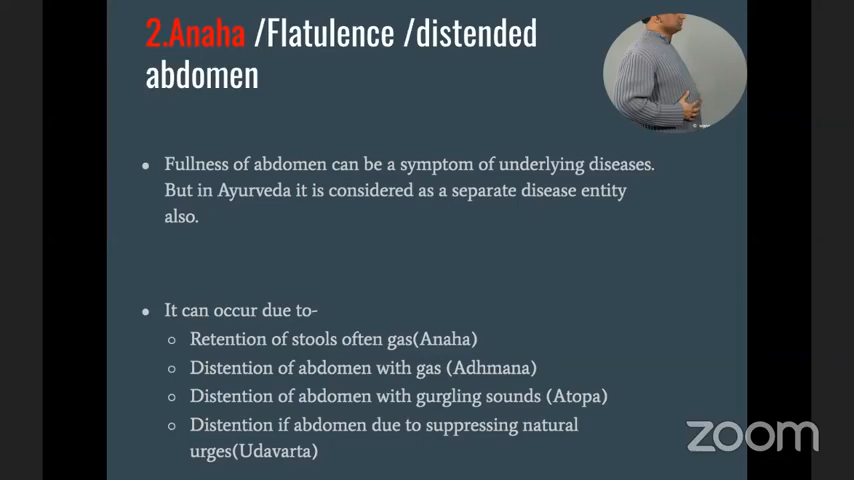 2.Anaha /Flatulence /distended
abdomen
• Fullness of abdomen can be a symptom of underlying diseases.
But in Ayurveda it is considered as a separate disease entity
also.
• It can occur due to-
○ Retention of stools often gas(Anaha)
○ Distention of abdomen with gas (Adhmana)
○ Distention of abdomen with gurgling sounds (Atopa)
○ Distention if abdomen due to suppressing natural
urges(Udavarta)
zoom